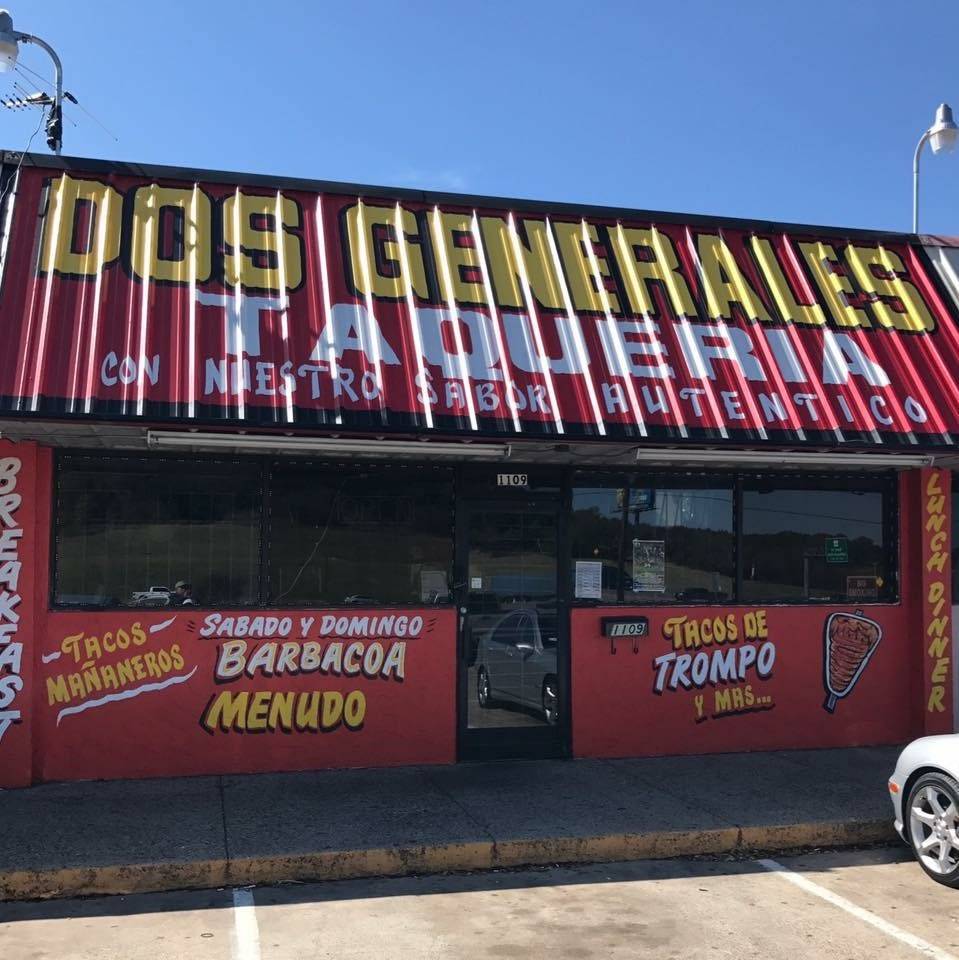 DOS GENERALES
TAQUERIA
CON NUESTRO SABOR AUTENTICO
1109
BREAKFAST
LUNCH DINNER
TACOS
MAÑANEROS
SABADO Y DOMINGO
BARBACOA
MENUDO
1109
TACOS DE
TROMPO
Y MAS...